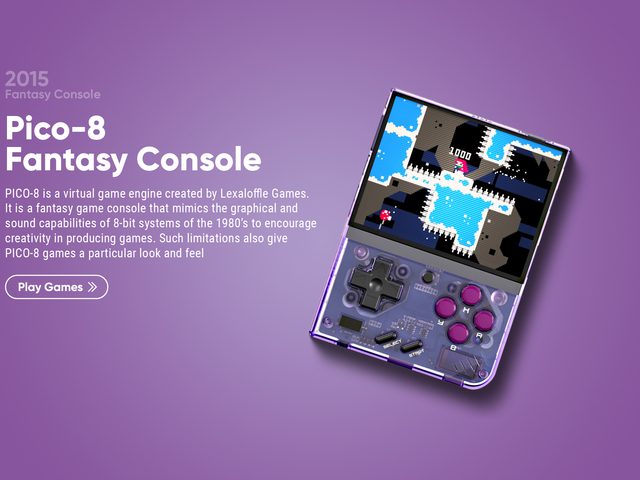 2015
Fantasy Console
Pico-8
Fantasy Console
PICO-8 is a virtual game engine created by Lexaloffle Games.
It is a fantasy game console that mimics the graphical and
sound capabilities of 8-bit systems of the 1980's to encourage
creativity in producing games. Such limitations also give
PICO-8 games a particular look and feel
Play Games
1000
X
Y
A
B
SELECT
START